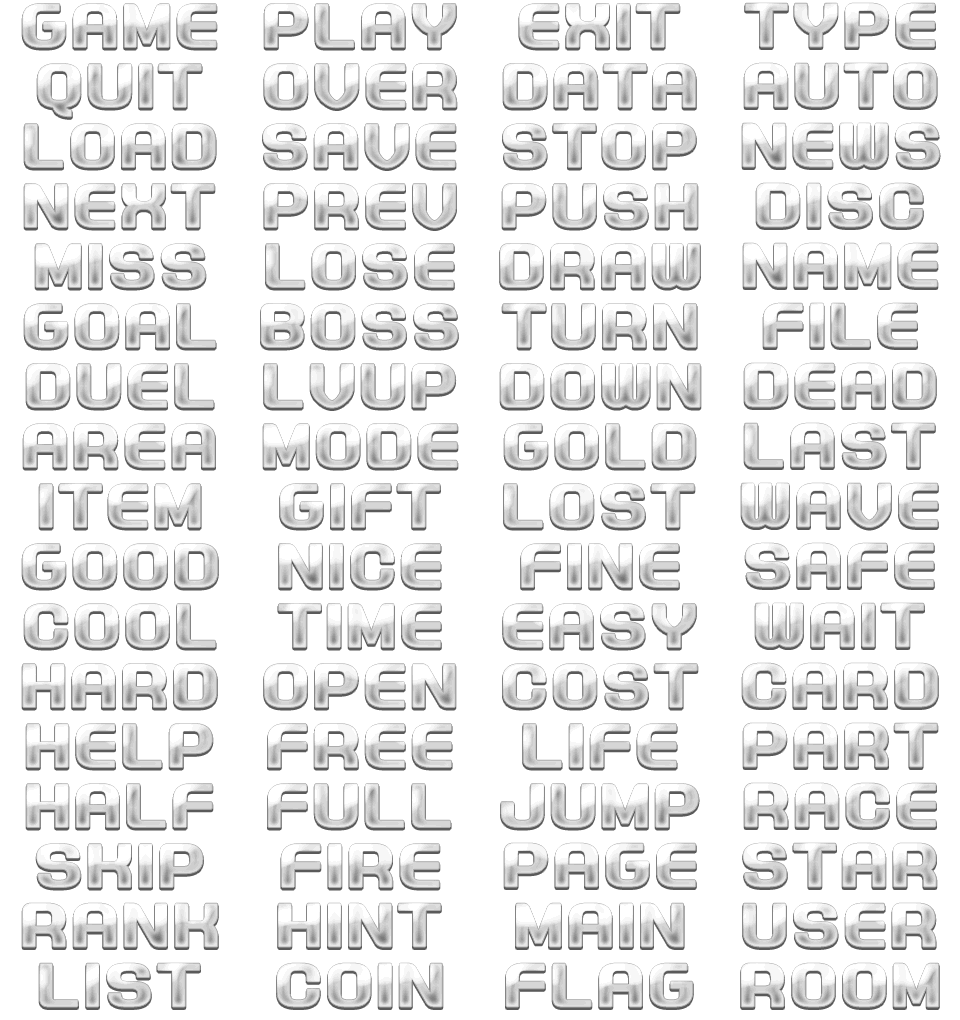 GAME PLAY EXIT TYPE
QUIT OVER DATA AUTO
LOAD SAVE STOP NEWS
NEXT PREV PUSH DISC
MISS LOSE DRAW NAME
GOAL BOSS TURN FILE
DUEL LVUP DOWN DEAD
AREA MODE GOLD LAST
ITEM GIFT LOST WAVE
GOOD NICE FINE SAFE
COOL TIME EASY WAIT
HARD OPEN COST CARD
HELP FREE LIFE PART
HALF FULL JUMP RACE
SKIP FIRE PAGE STAR
RANK HINT MAIN USER
LIST COIN FLAG ROOM